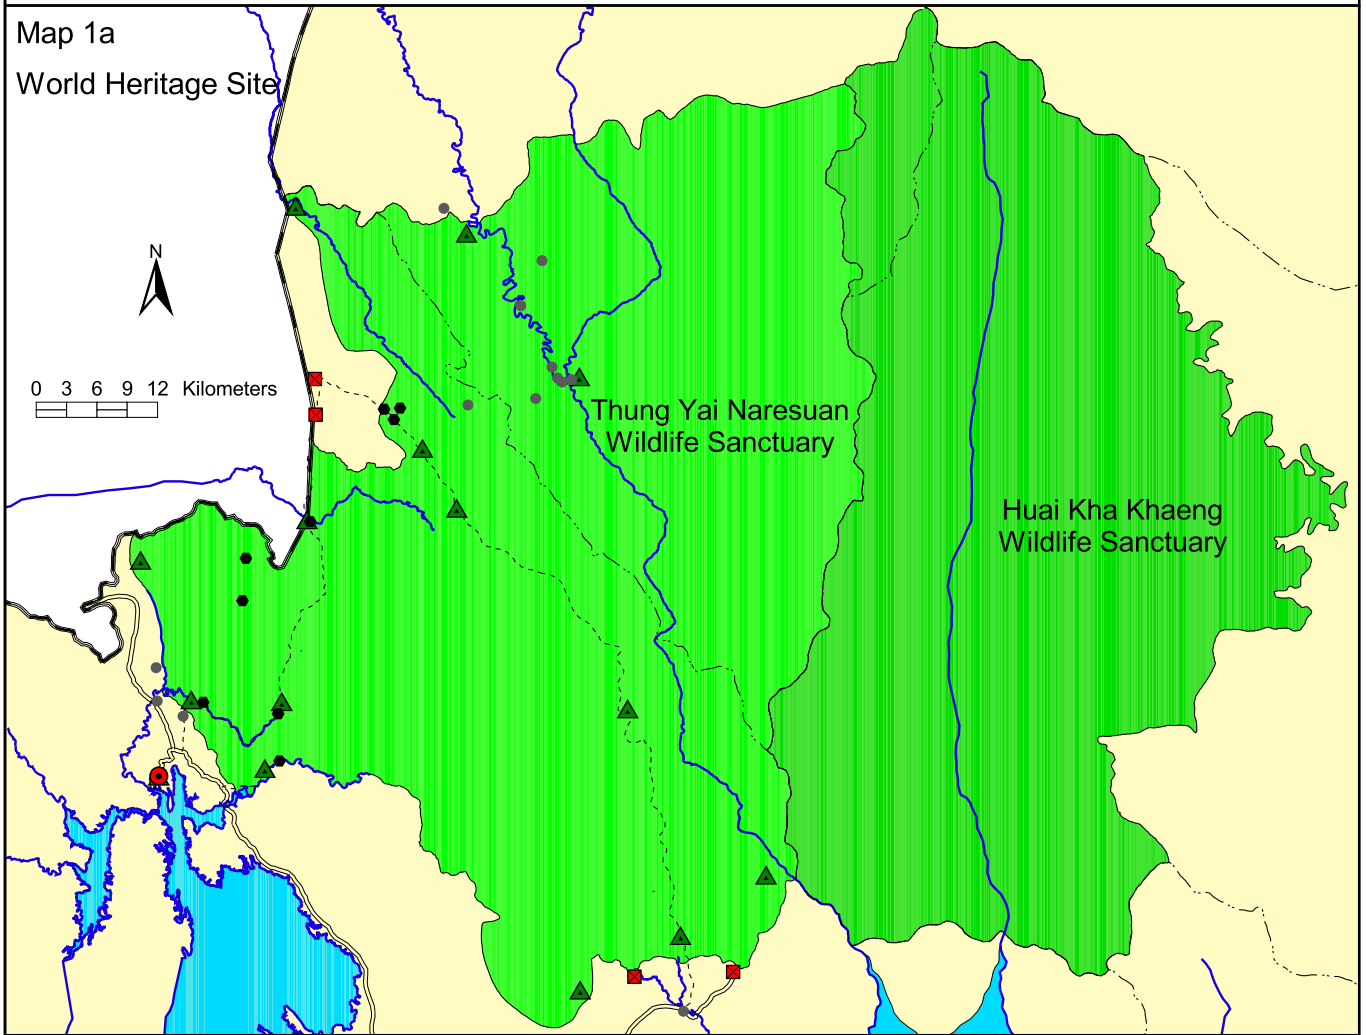 Map 1a
World Heritage Site
N
0 3 6 9 12 Kilometers
Thung Yai Naresuan
Wildlife Sanctuary
Huai Kha Khaeng
Wildlife Sanctuary